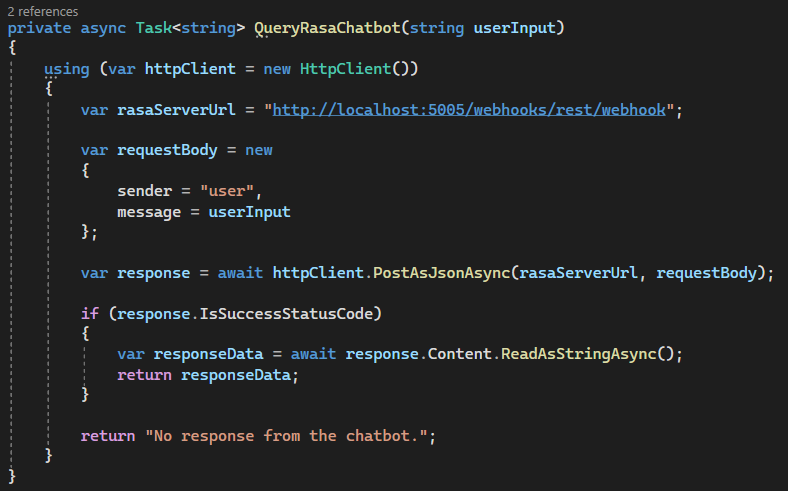 2 references
private async Task<string> QueryRasaChatbot(string userInput)
{
    using (var httpClient = new HttpClient())
    {
        var rasaServerUrl = "http://localhost:5005/webhooks/rest/webhook";

        var requestBody = new
        {
            sender = "user",
            message = userInput
        };

        var response = await httpClient.PostAsJsonAsync(rasaServerUrl, requestBody);

        if (response.IsSuccessStatusCode)
        {
            var responseData = await response.Content.ReadAsStringAsync();
            return responseData;
        }

        return "No response from the chatbot.";
    }
}